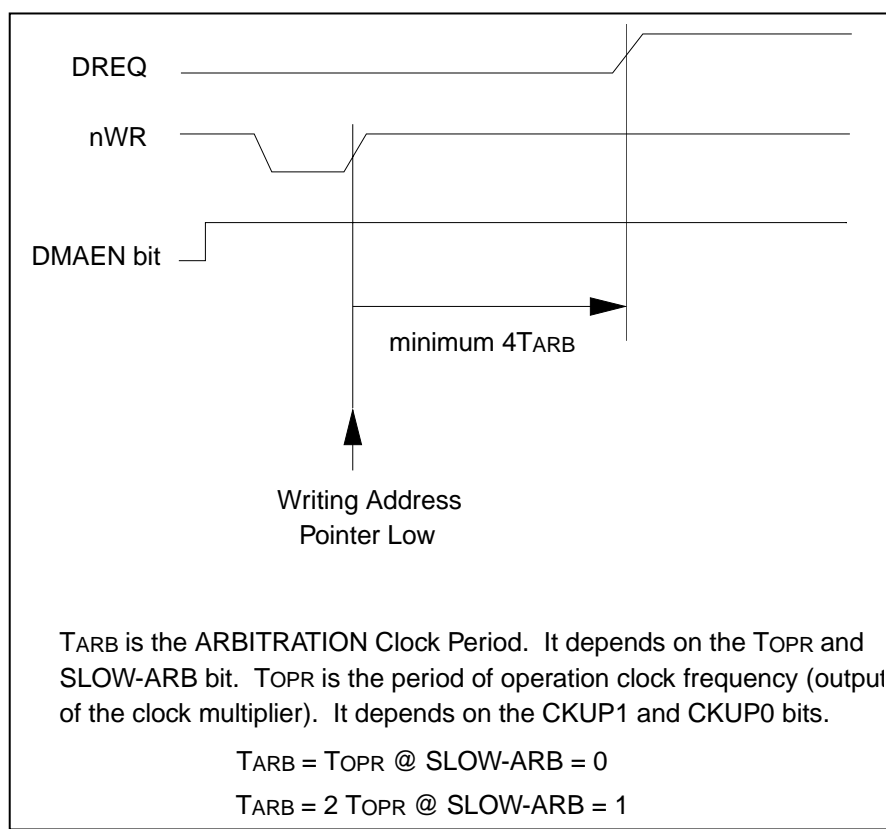 DREQ
nWR
DMAEN bit
minimum 4TARB
Writing Address
Pointer Low
TARB is the ARBITRATION Clock Period.  It depends on the TOPR and
SLOW-ARB bit.  TOPR is the period of operation clock frequency (output
of the clock multiplier).  It depends on the CKUP1 and CKUP0 bits.
TARB = TOPR @ SLOW-ARB = 0
TARB = 2 TOPR @ SLOW-ARB = 1